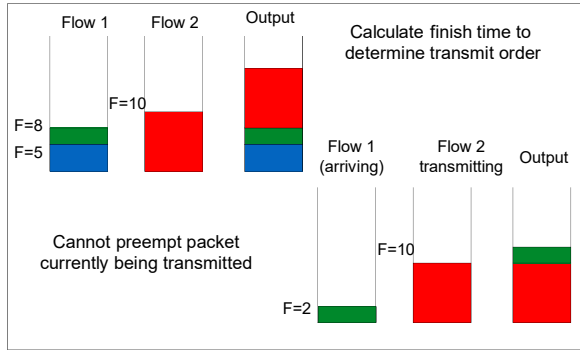 Flow 1
Flow 2
Output
Calculate finish time to
determine transmit order
F=10
F=8
F=5
Flow 1
(arriving)
Flow 2
transmitting
Output
Cannot preempt packet
currently being transmitted
F=10
F=2